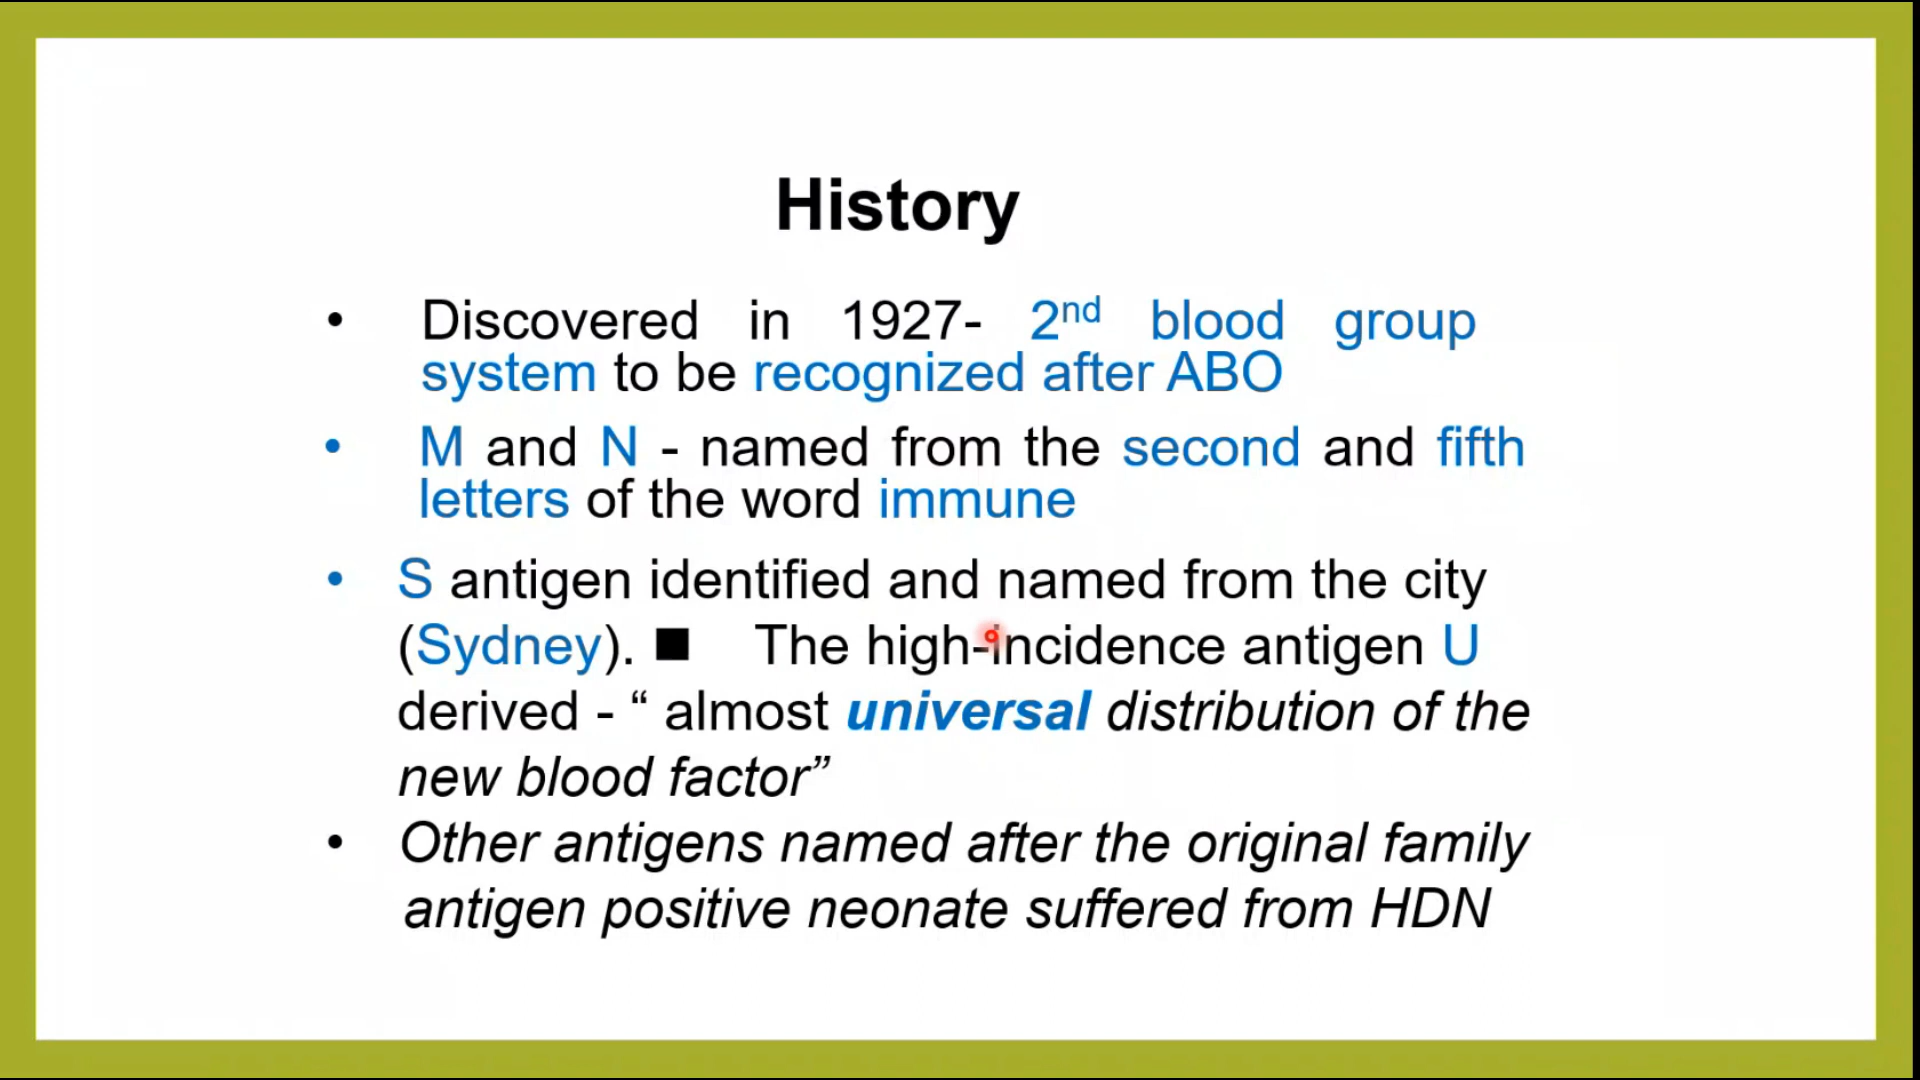 History
• Discovered in 1927- 2nd blood group
system to be recognized after ABO
• M and N - named from the second and fifth
letters of the word immune
• S antigen identified and named from the city
(Sydney). ■ The high-incidence antigen U
derived - “ almost universal distribution of the
new blood factor”
• Other antigens named after the original family
antigen positive neonate suffered from HDN